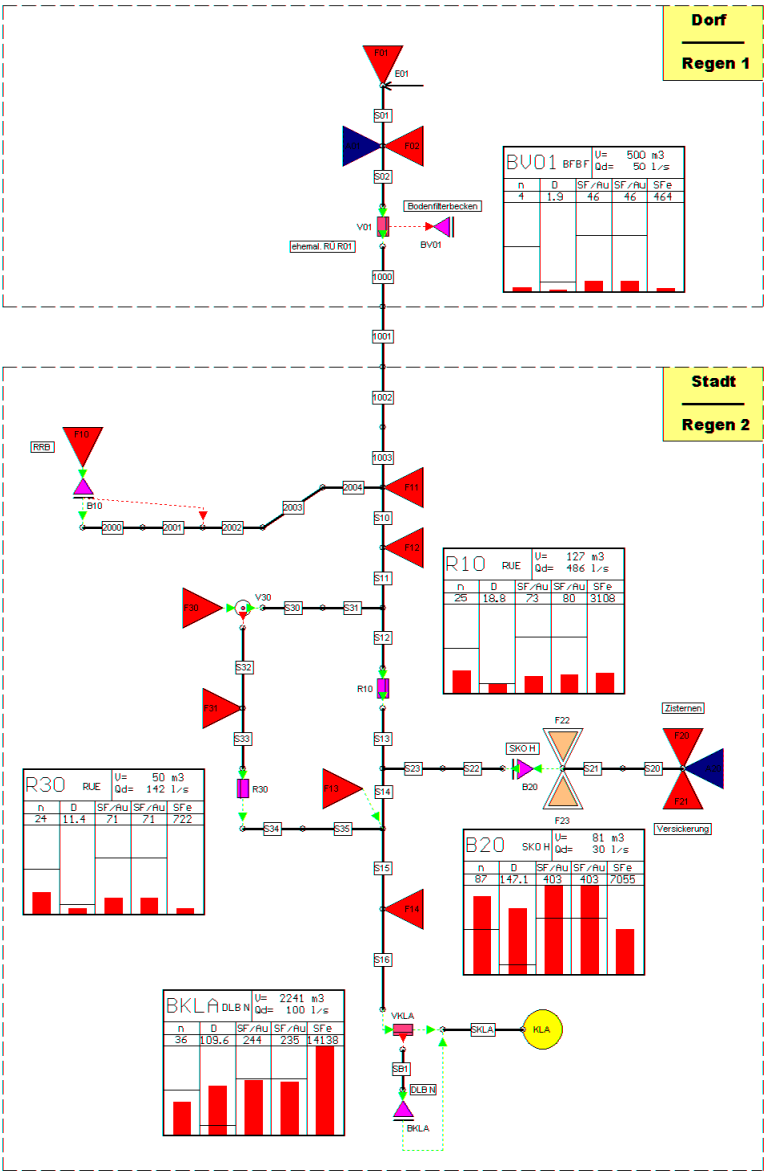 Dorf
Regen 1
F01
E01
S01
F02
S02
BV01 BFBF V= 500 m3
Qd= 50 l/s
n D SF/Au SF/Au SFe
4 1.9 46 46 464
Bodenfilterbecken
V01
BV01
ehemal. RÜ R01
1000
1001
Stadt
Regen 2
1002
F10
RRB
1003
B10
2004
F11
2003
S10
2000
2001
2002
F12
R10 RUE V= 127 m3
Qd= 486 l/s
n D SF/Au SF/Au SFe
25 18.8 73 80 3108
S11
V30
F30
S30
S31
S12
S32
R10
F31
F22
Zisternen
F20
S33
S13
SKO H
S23
S22
S21
S20
B20
F21
R30 RUE V= 50 m3
Qd= 142 l/s
n D SF/Au SF/Au SFe
24 11.4 71 71 722
R30
F13
S14
F23
Versickerung
S34
S35
B20 SKO H V= 81 m3
Qd= 30 l/s
n D SF/Au SF/Au SFe
87 147.1 403 403 7055
S15
F14
S16
BKLA DLB N V= 2241 m3
Qd= 100 l/s
n D SF/Au SF/Au SFe
36 109.6 244 235 14138
VKLA
SKLA
KLA
SB1
DLB N
BKLA